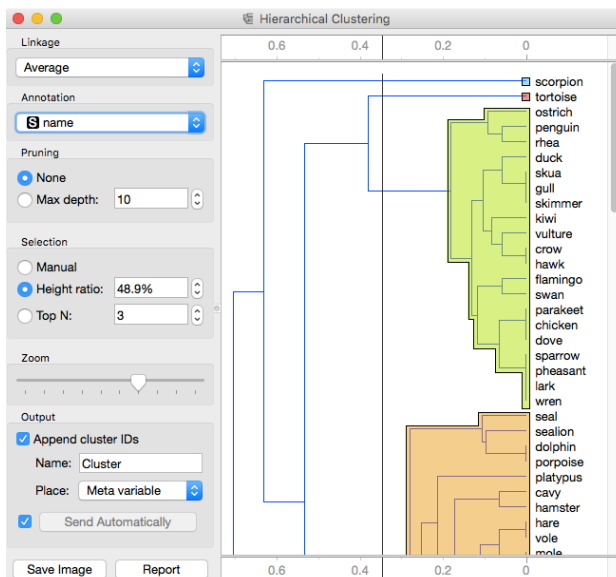 Hierarchical Clustering
Linkage
Average
Annotation
S name
Pruning
None
Max depth: 10
Selection
Manual
Height ratio: 48.9%
Top N: 3
Zoom
Output
Append cluster IDs
Name: Cluster
Place: Meta variable
Send Automatically
Save Image Report
0.6 0.4 0.2 0
scorpion
tortoise
ostrich
penguin
rhea
duck
skua
gull
skimmer
kiwi
vulture
crow
hawk
flamingo
swan
parakeet
chicken
dove
sparrow
pheasant
lark
wren
seal
sealion
dolphin
porpoise
platypus
cavy
hamster
hare
vole
mole
0.6 0.4 0.2 0